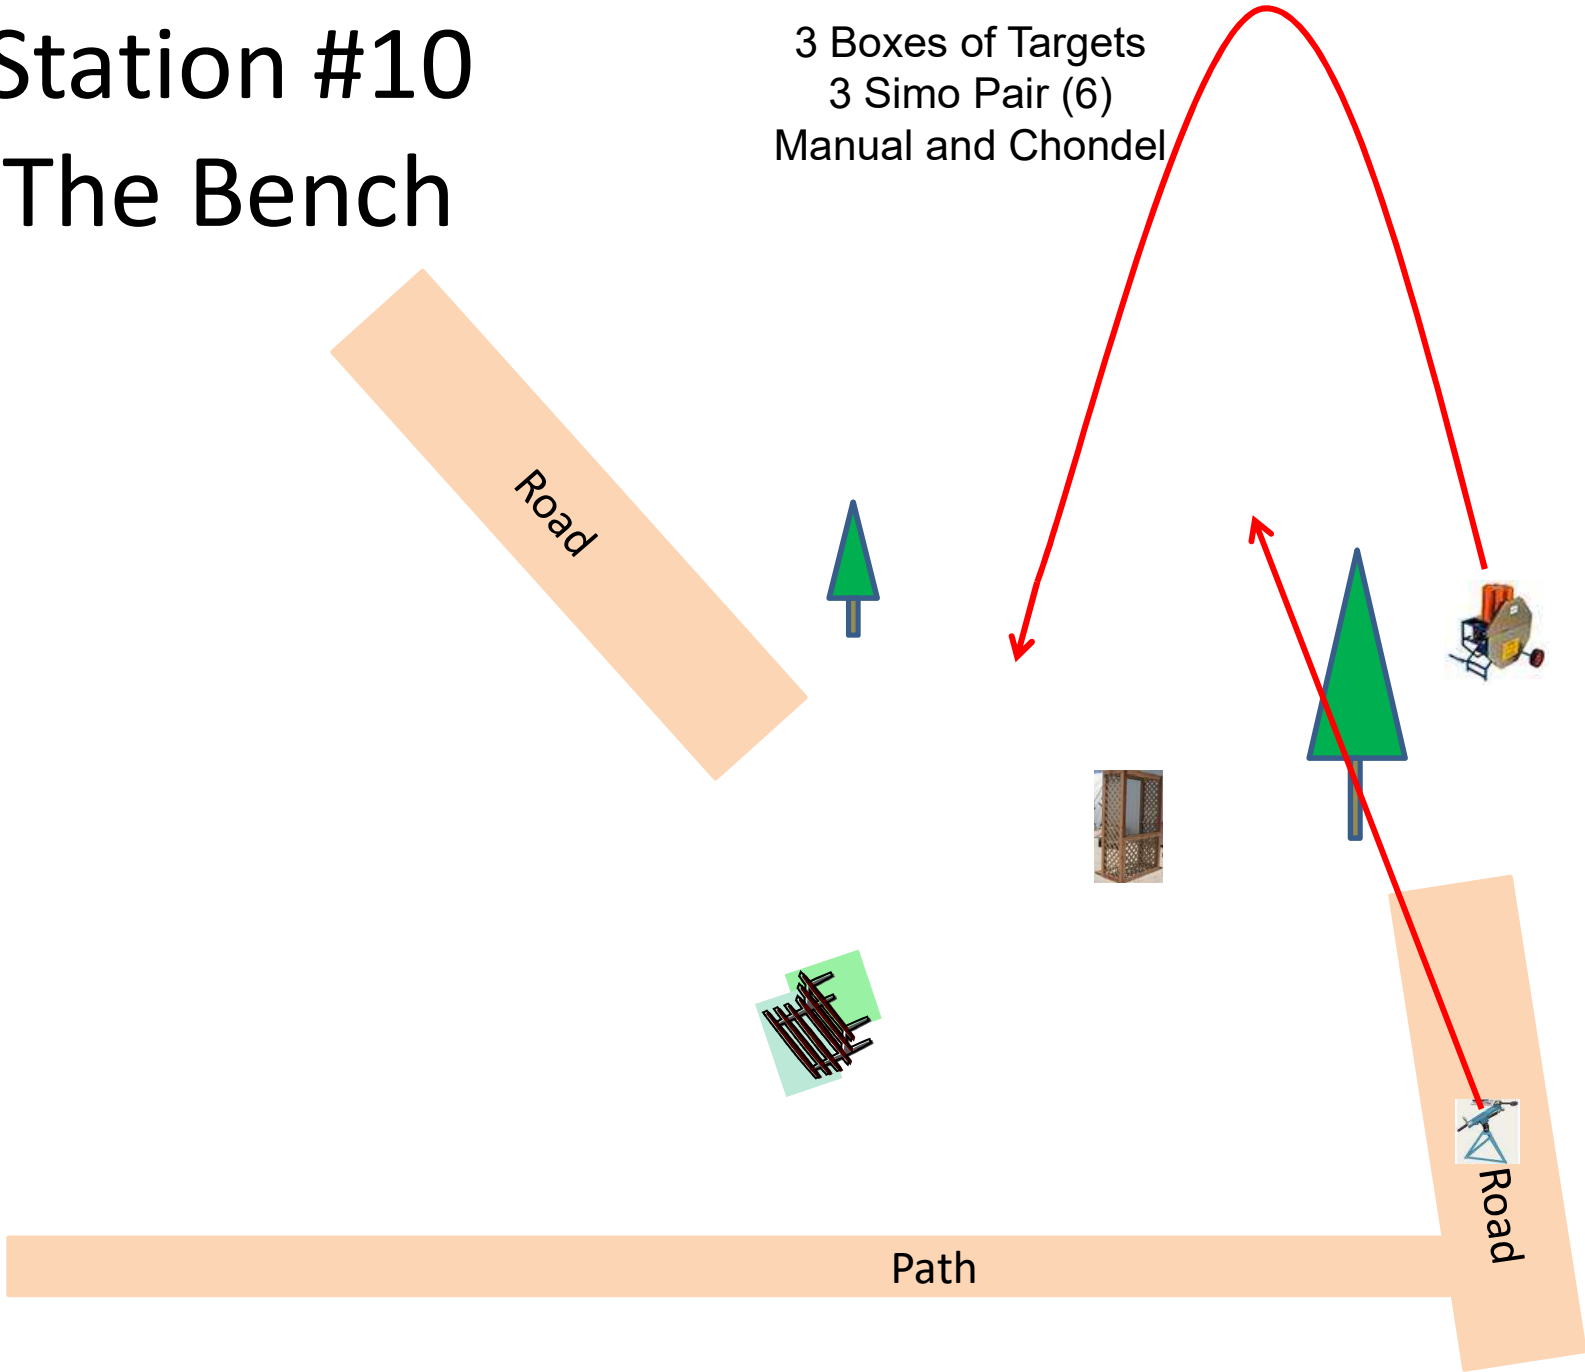 Station #10
The Bench
3 Boxes of Targets
3 Simo Pair (6)
Manual and Chondel
Road
Road
Path